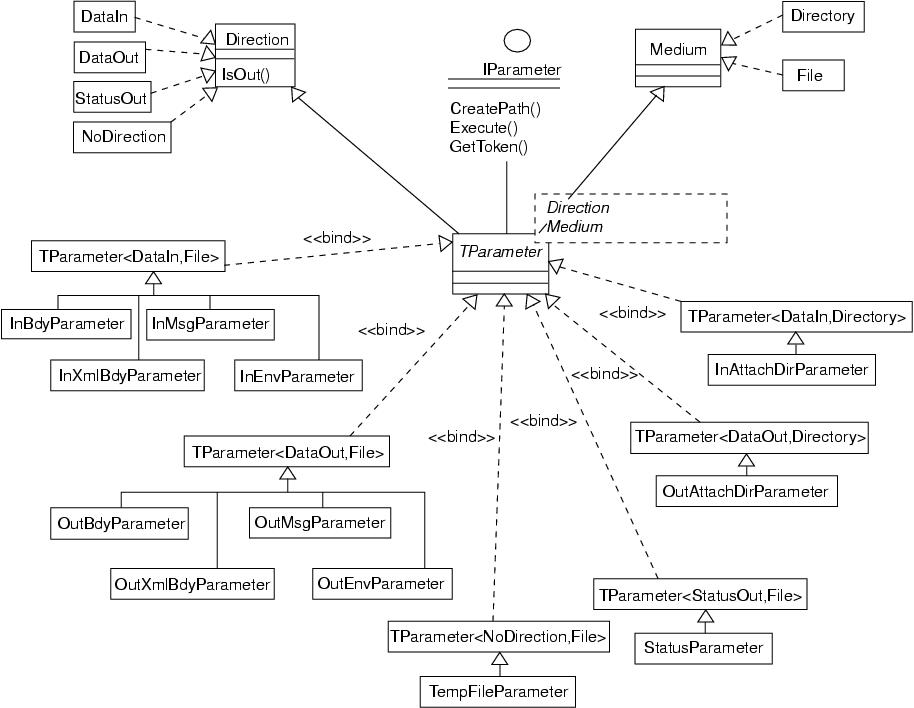 DataIn
DataOut
StatusOut
NoDirection
Direction
IsOut()
IParameter
CreatePath()
Execute()
GetToken()
Medium
Directory
File
Direction
Medium
TParameter
<<bind>>
TParameter<DataIn,File>
InBdyParameter
InMsgParameter
InXmlBdyParameter
InEnvParameter
<<bind>>
TParameter<DataIn,Directory>
InAttachDirParameter
<<bind>>
TParameter<DataOut,File>
OutBdyParameter
OutMsgParameter
OutXmlBdyParameter
OutEnvParameter
<<bind>>
TParameter<DataOut,Directory>
OutAttachDirParameter
<<bind>>
TParameter<NoDirection,File>
TempFileParameter
<<bind>>
TParameter<StatusOut,File>
StatusParameter